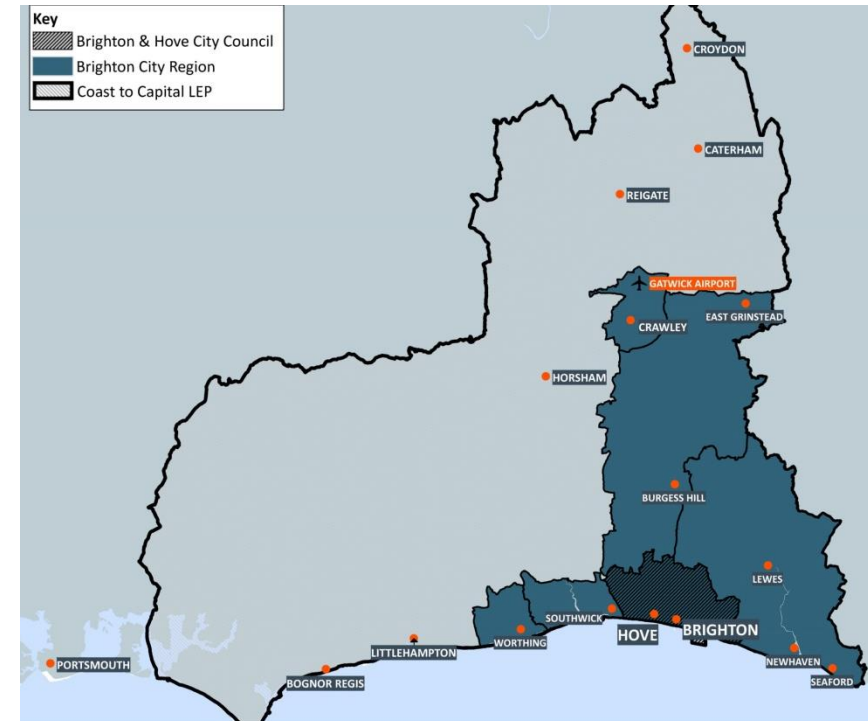 Key
Brighton & Hove City Council
Brighton City Region
Coast to Capital LEP
CROYDON
CATERHAM
REIGATE
GATWICK AIRPORT
EAST GRINSTEAD
CRAWLEY
HORSHAM
BURGESS HILL
LEWES
SOUTHWICK
HOVE
BRIGHTON
WORTHING
LITTLEHAMPTON
NEWHAVEN
PORTSMOUTH
BOGNOR REGIS
SEAFORD